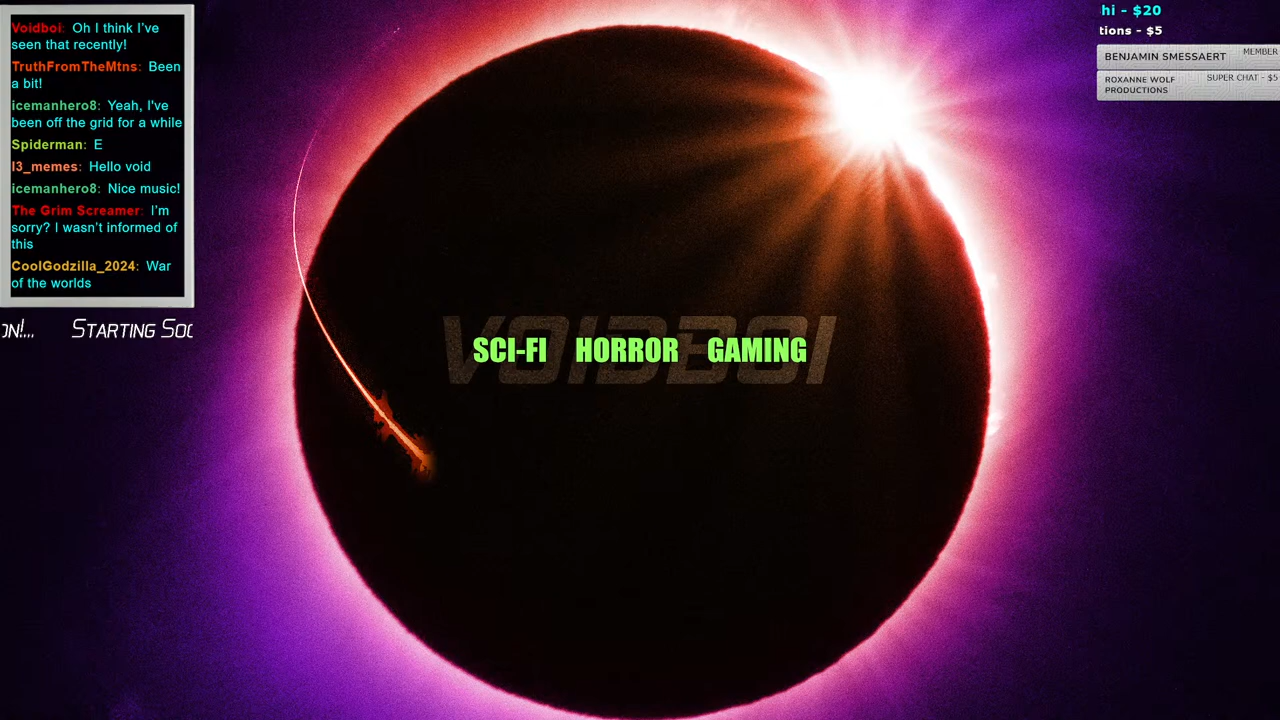 Voidboi: Oh I think I've
seen that recently!
TruthFromTheMtns: Been
a bit!
icemanhero8: Yeah, I've
been off the grid for a while
Spiderman: E
l3_memes: Hello void
icemanhero8: Nice music!
The Grim Screamer: I'm
sorry? I wasn't informed of
this
CoolGodzilla_2024: War
of the worlds
ON!... STARTING SOC
hi - $20
tions - $5
BENJAMIN SMESSAERT MEMBER
ROXANNE WOLF PRODUCTIONS SUPER CHAT - $5
VOIDBOI
SCI-FI HORROR GAMING